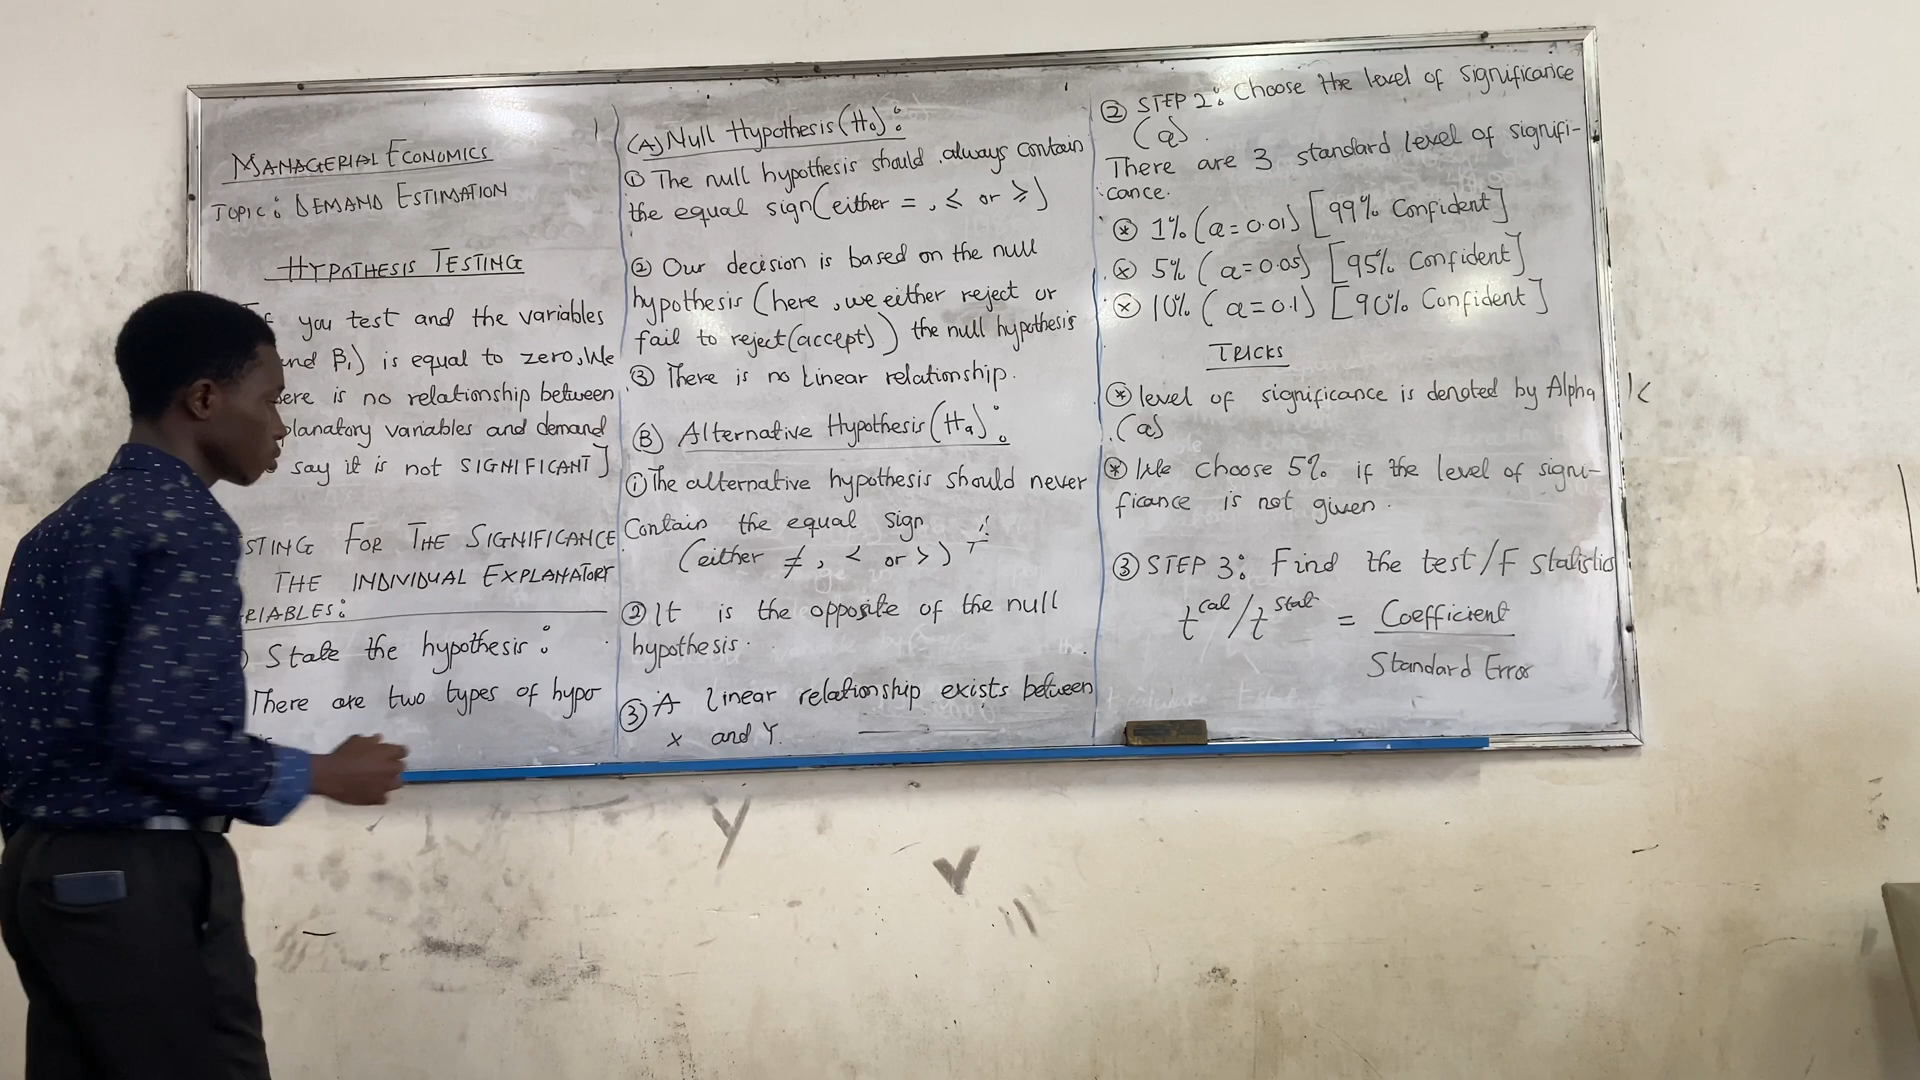 MANAGERIAL ECONOMICS
TOPIC: DEMAND ESTIMATION
HYPOTHESIS TESTING
you test and the variables
and β₁) is equal to zero, We
is no relationship between
variables and demand
say it is not SIGNIFICANT]
FOR THE SIGNIFICANCE
THE INDIVIDUAL EXPLANATORY
State the hypothesis:
There are two types of hypo
(A) Null Hypothesis (H₀):
① The null hypothesis should always contain
the equal sign (either =, ≤ or ≥)
② Our decision is based on the null
hypothesis (here, we either reject or
fail to reject (accept)) the null hypothesis
③ There is no linear relationship.
(B) Alternative Hypothesis (Ha):
① The alternative hypothesis should never
Contain the equal sign
(either ≠, < or >)
② It is the opposite of the null
hypothesis.
③ A linear relationship exists between
x and Y.
② STEP 2: Choose the level of significance
(a).
There are 3 standard level of signifi-
cance.
* 1% (a=0.01) [99% Confident]
* 5% (a=0.05) [95% Confident]
* 10% (a=0.1) [90% Confident]
TRICKS
* level of significance is denoted by Alpha
(a)
* We choose 5% if the level of signi-
ficance is not given.
③ STEP 3: Find the test/F statistics
t^cal / t^stat = Coefficient
Standard Error